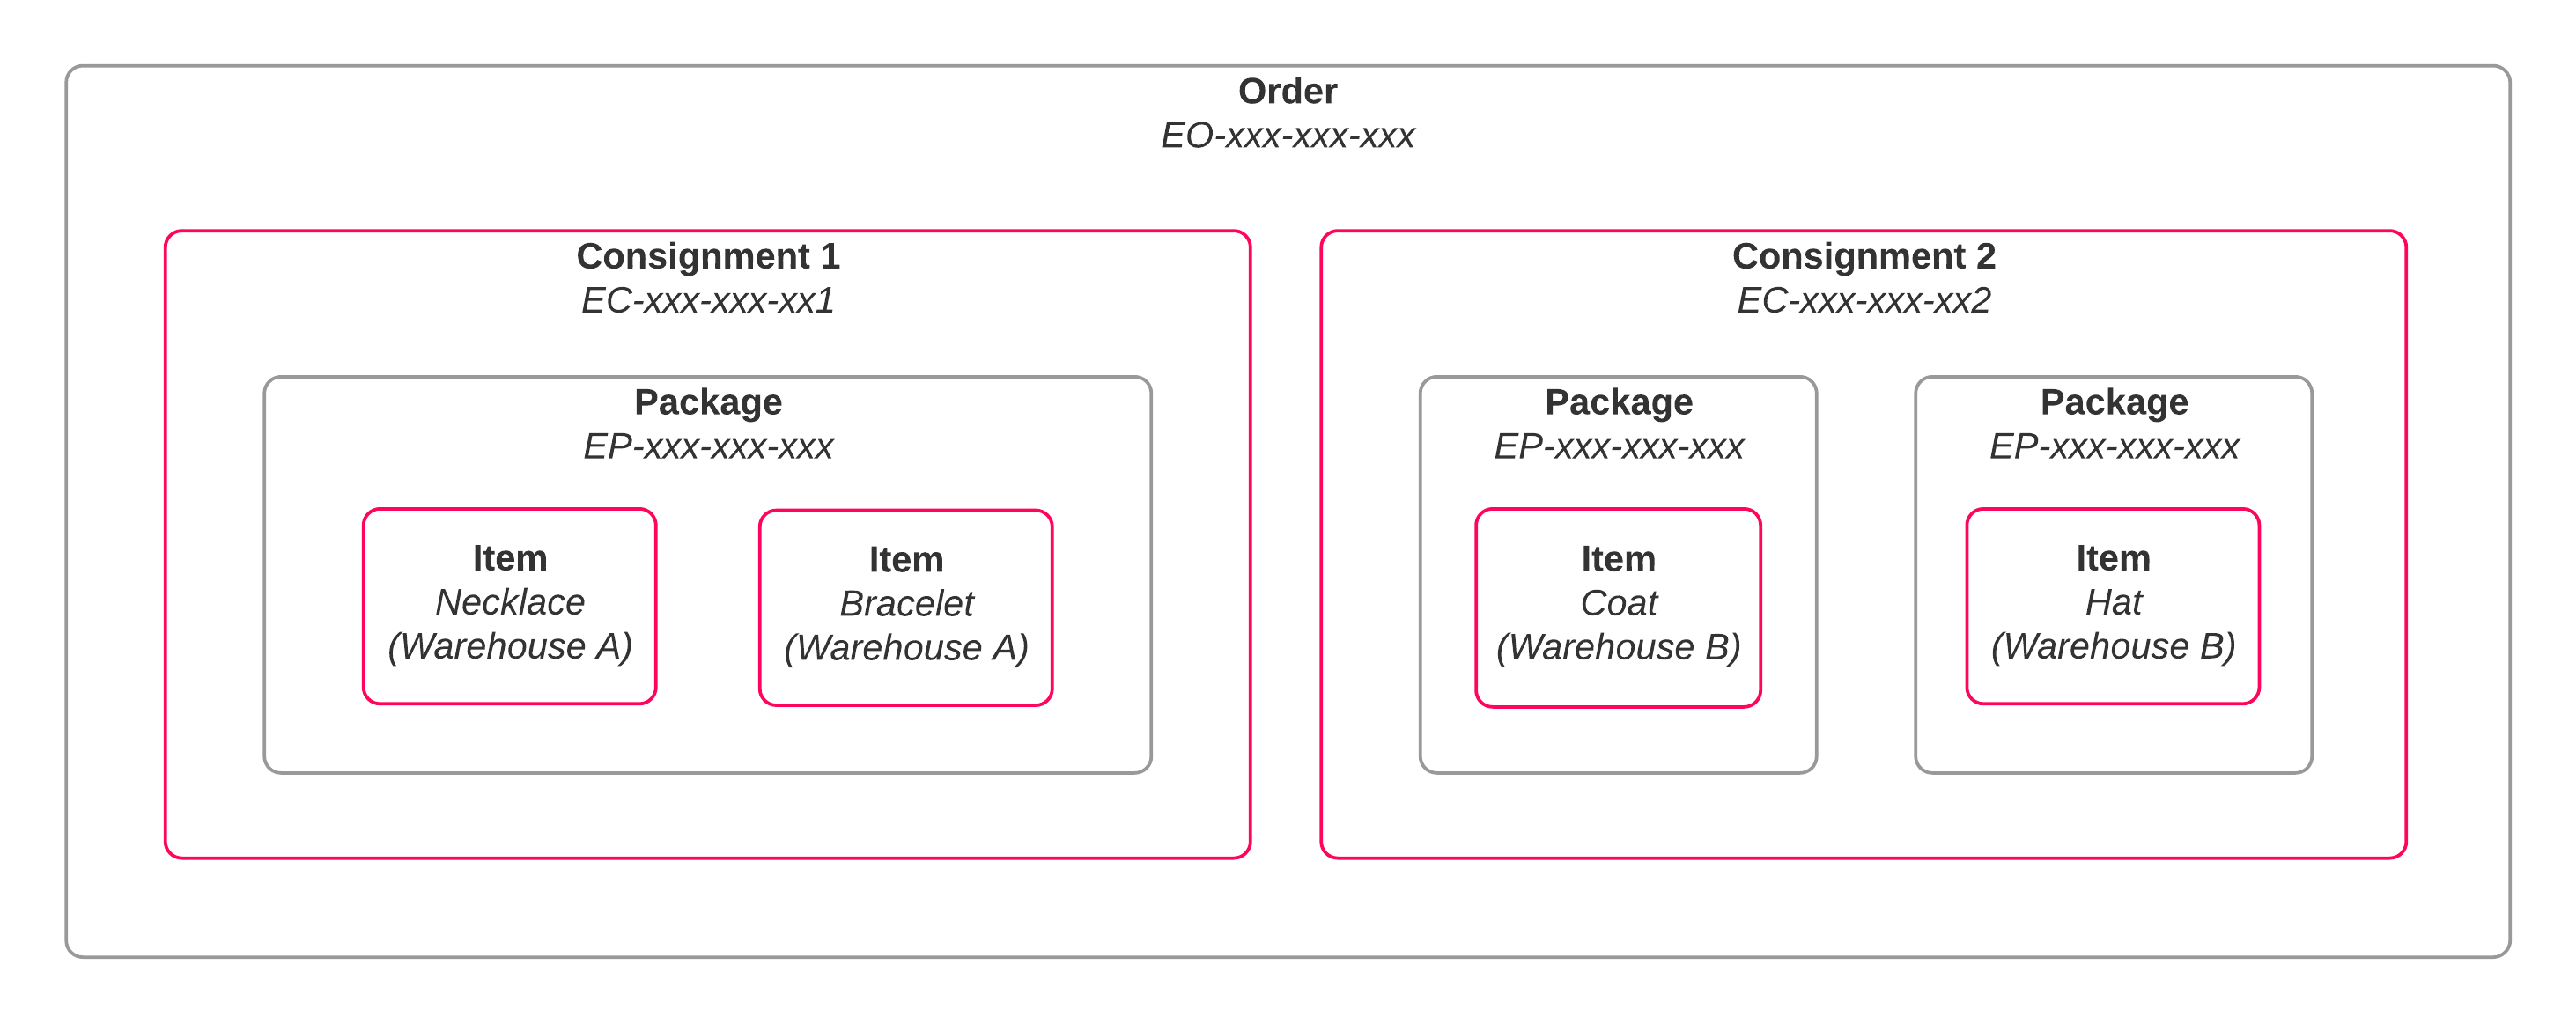 Order
EO-xxx-xxx-xxx
Consignment 1
EC-xxx-xxx-xx1
Package
EP-xxx-xxx-xxx
Item
Necklace
(Warehouse A)
Item
Bracelet
(Warehouse A)
Consignment 2
EC-xxx-xxx-xx2
Package
EP-xxx-xxx-xxx
Item
Coat
(Warehouse B)
Package
EP-xxx-xxx-xxx
Item
Hat
(Warehouse B)